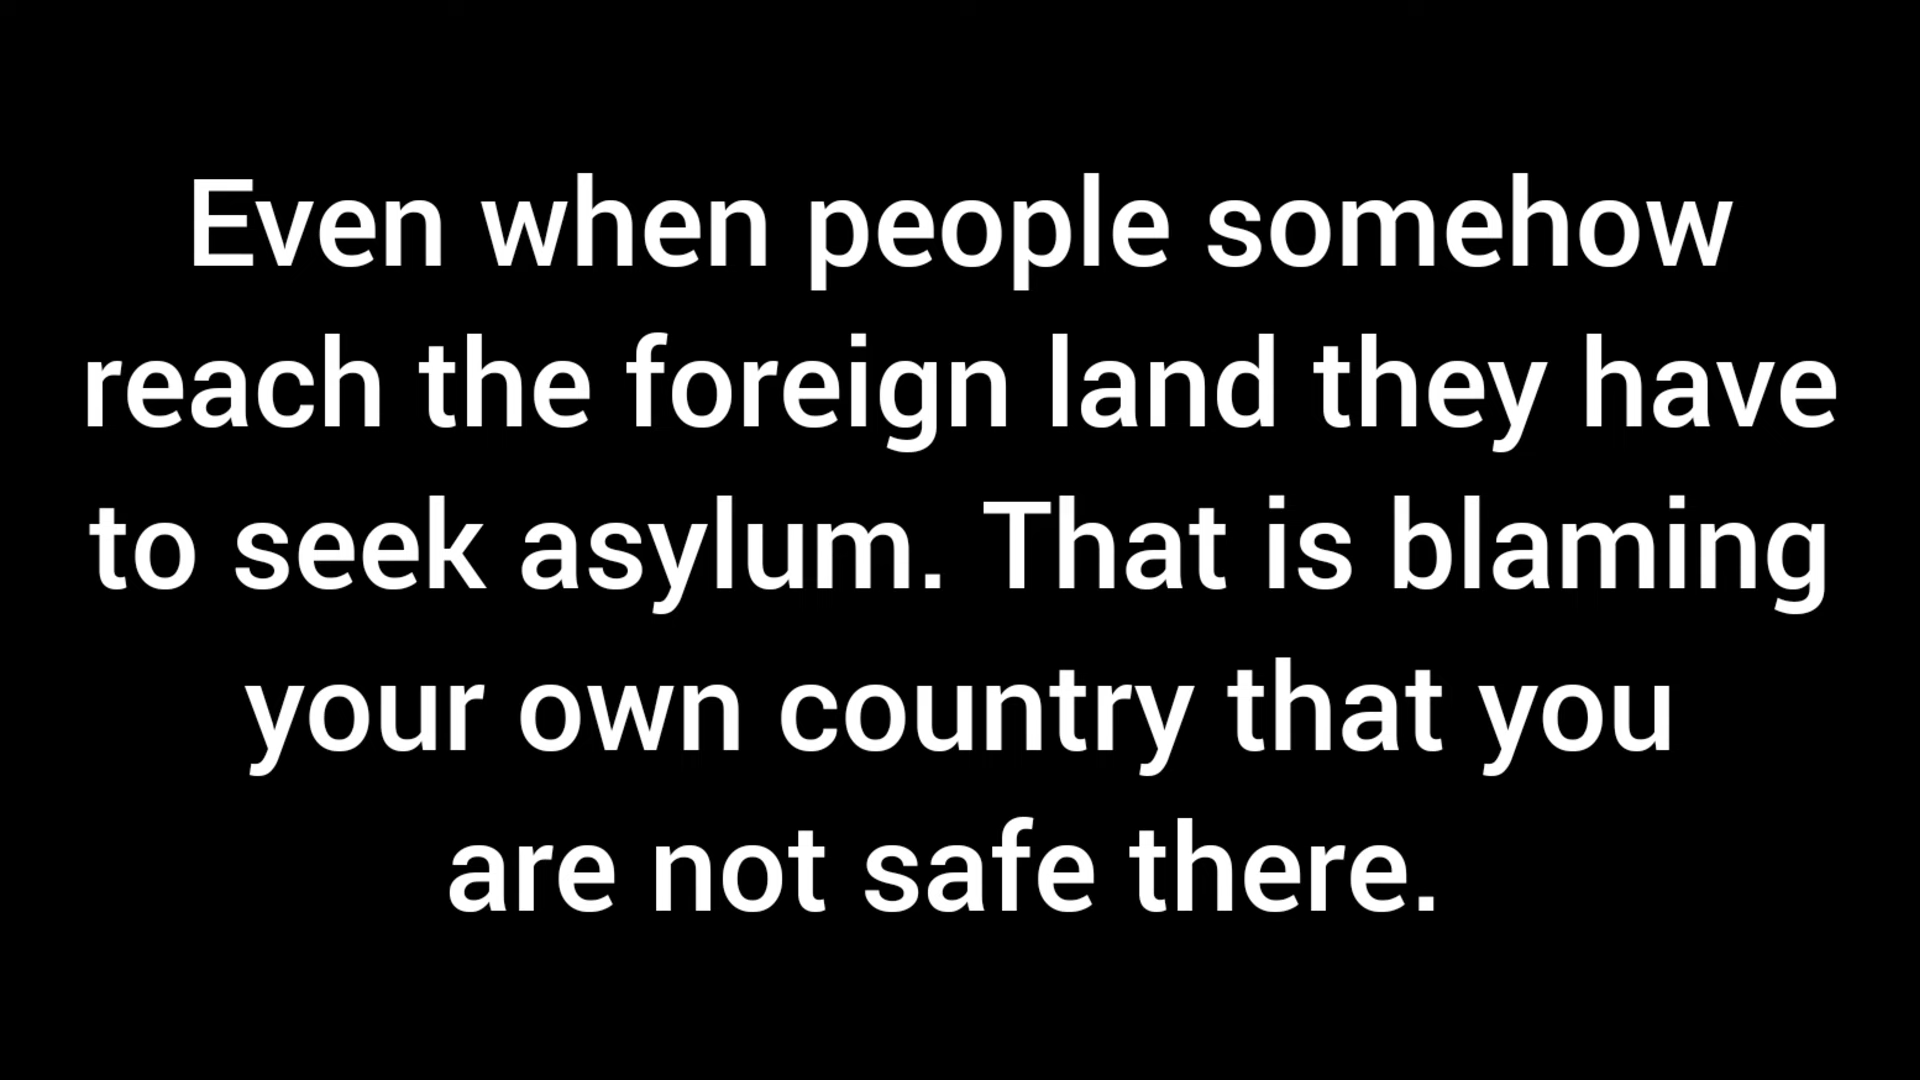 Even when people somehow
reach the foreign land they have
to seek asylum. That is blaming
your own country that you
are not safe there.